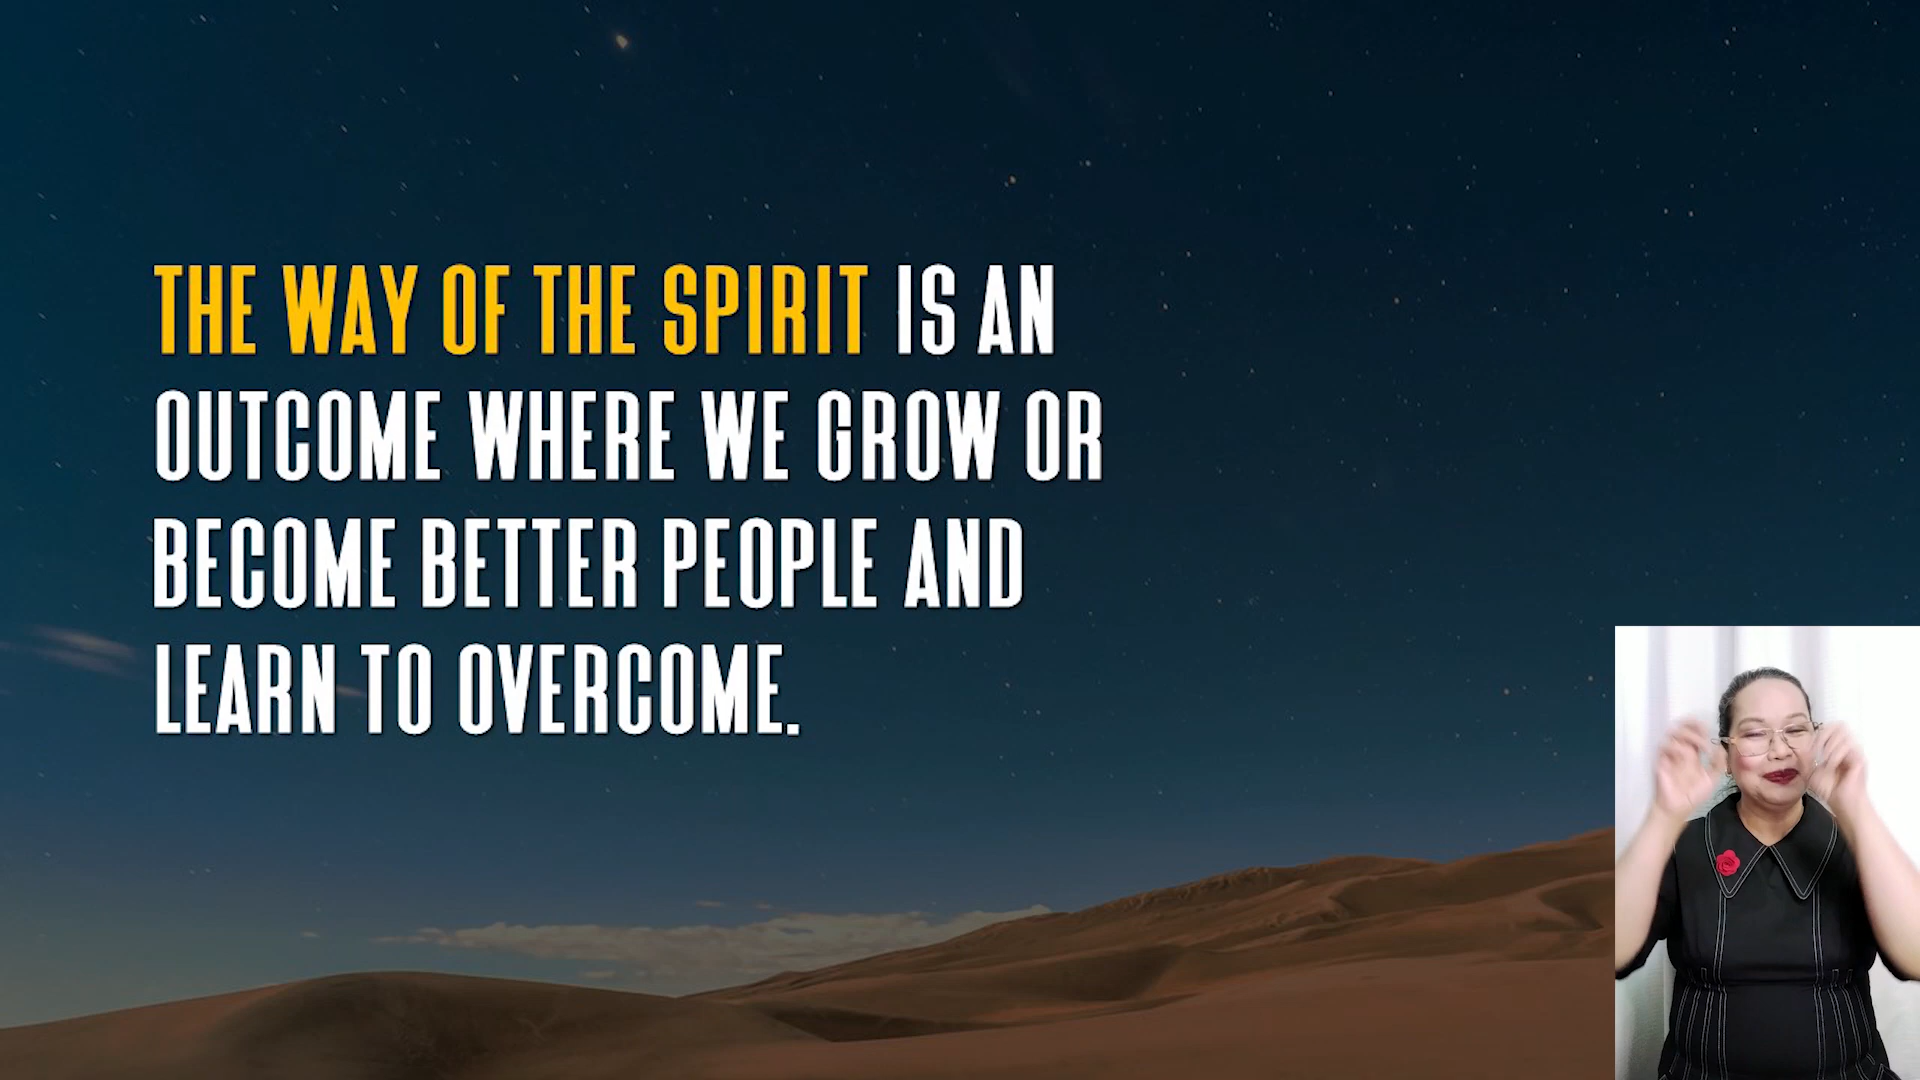 THE WAY OF THE SPIRIT IS AN
OUTCOME WHERE WE GROW OR
BECOME BETTER PEOPLE AND
LEARN TO OVERCOME.